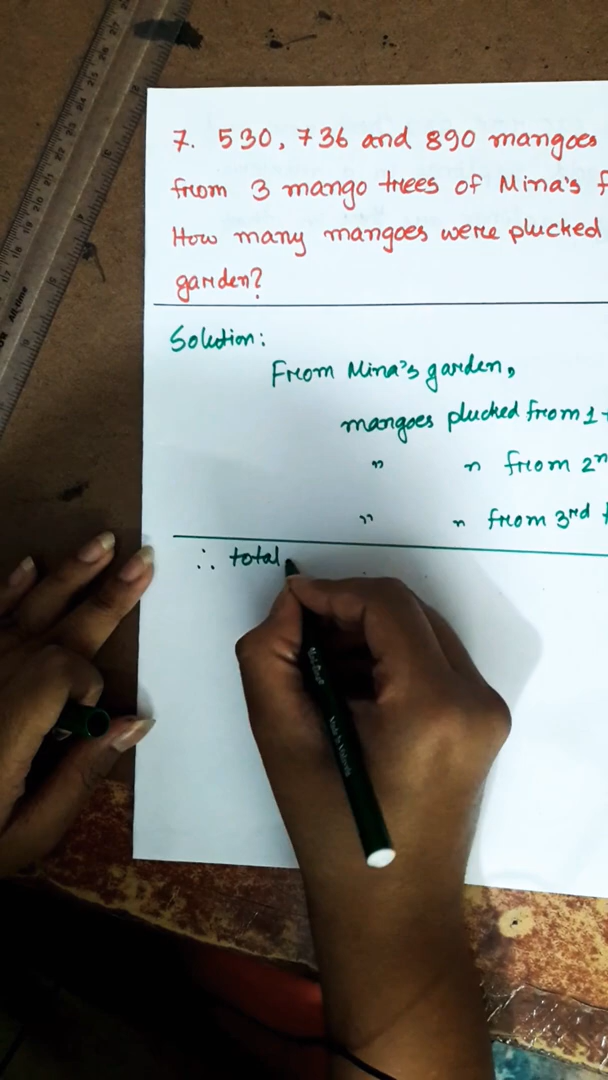 7. 530, 736 and 890 mangoes
from 3 mango trees of Mina's f
How many mangoes were plucked
garden?
Solution:
From Mina's garden,
mangoes plucked from 1
" " from 2n
" " from 3rd t
∴ total